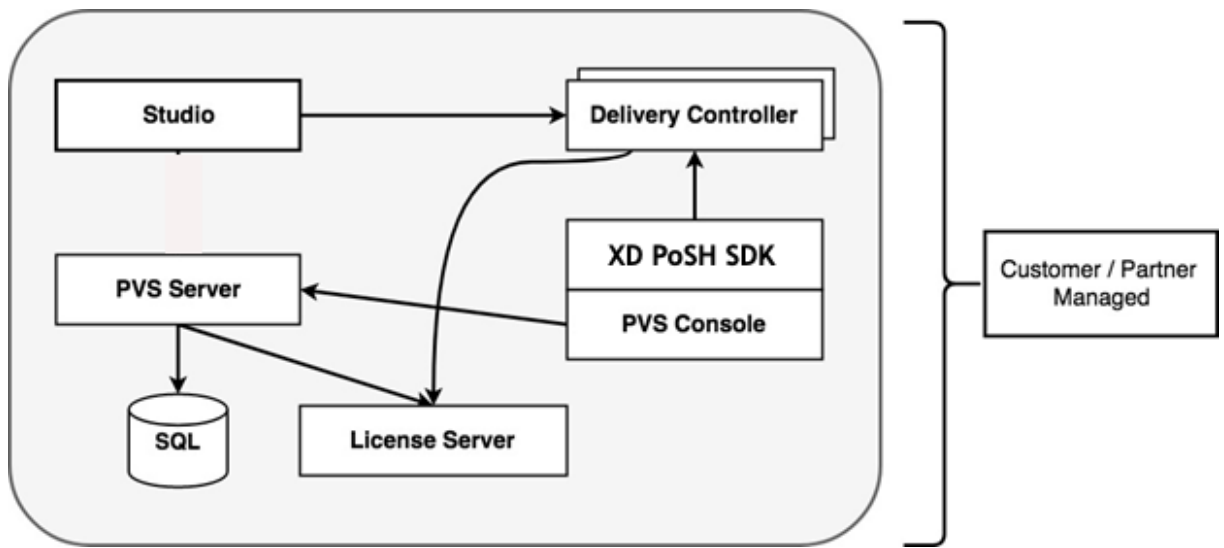 Studio
Delivery Controller
XD PoSH SDK
PVS Server
PVS Console
Customer / Partner
Managed
SQL
License Server